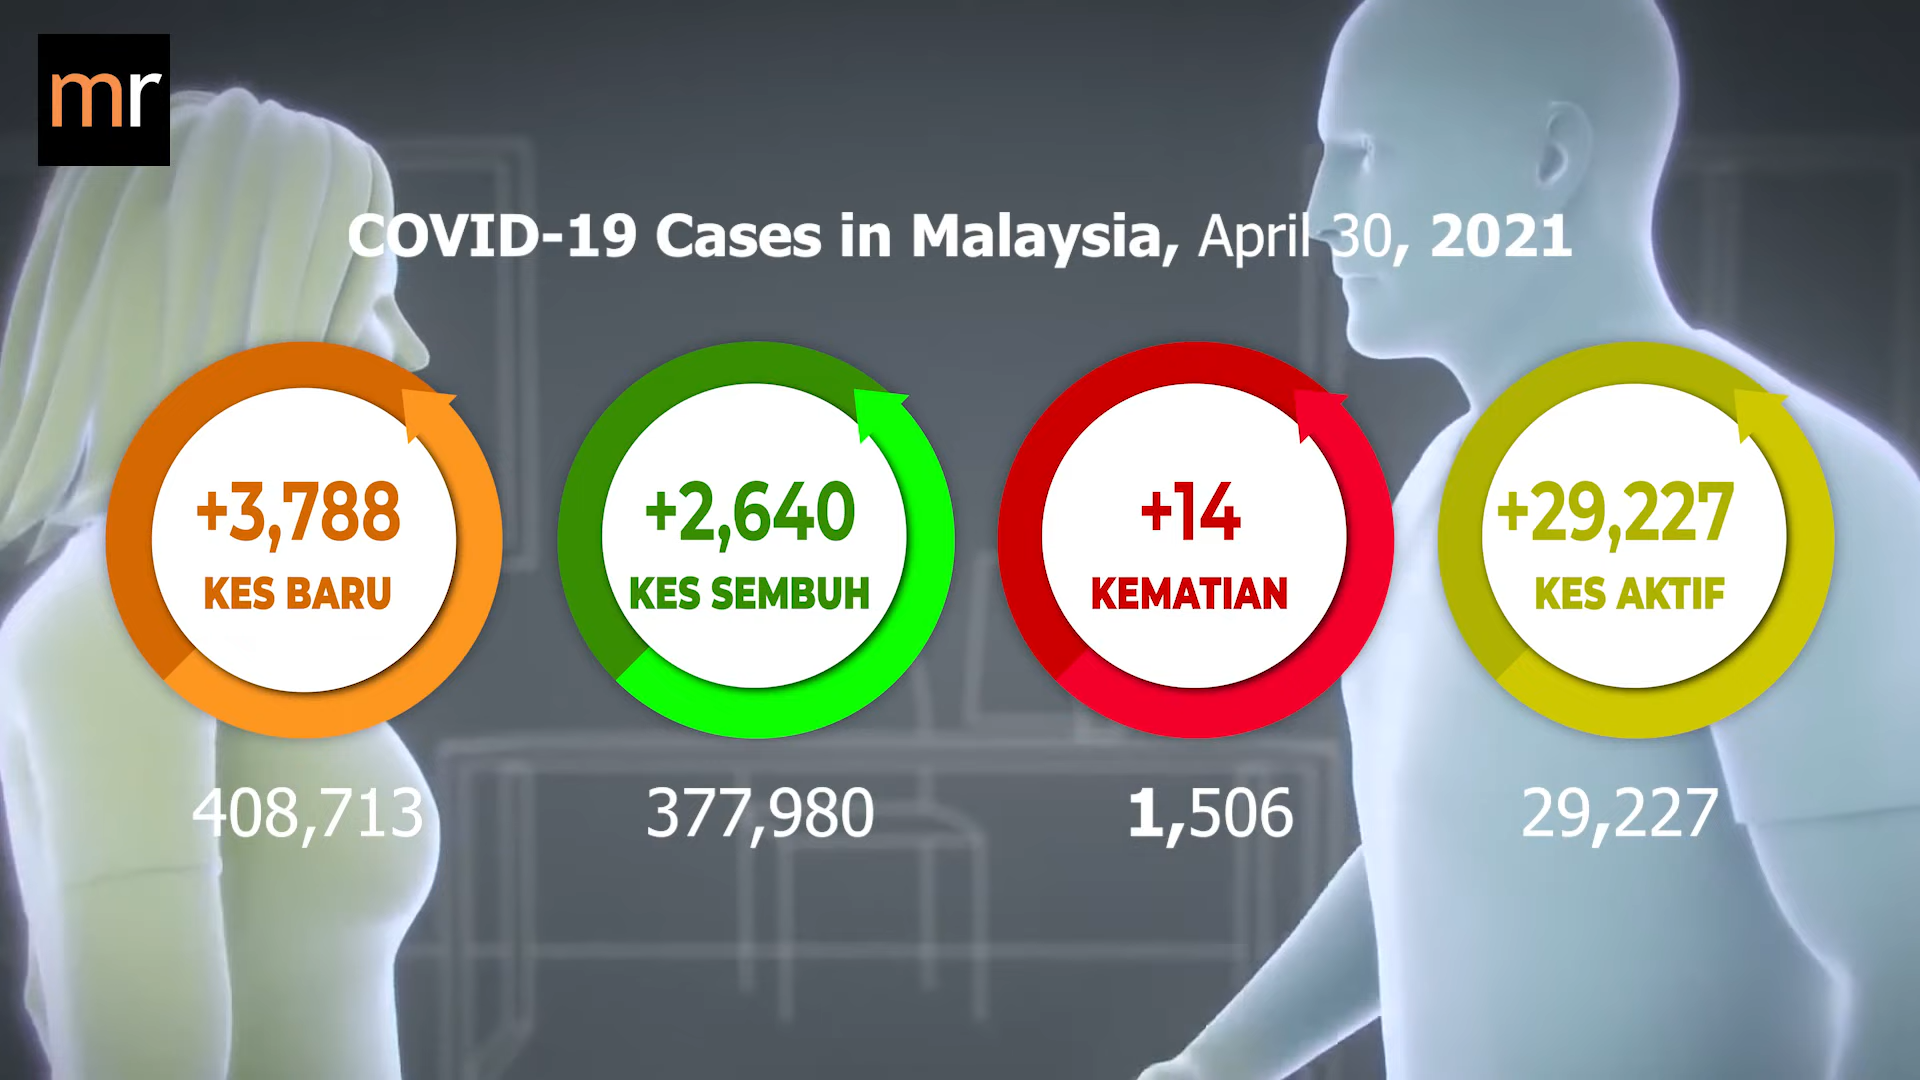 mr
COVID-19 Cases in Malaysia, April 30, 2021
+3,788
KES BARU
408,713
+2,640
KES SEMBUH
377,980
+14
KEMATIAN
1,506
+29,227
KES AKTIF
29,227